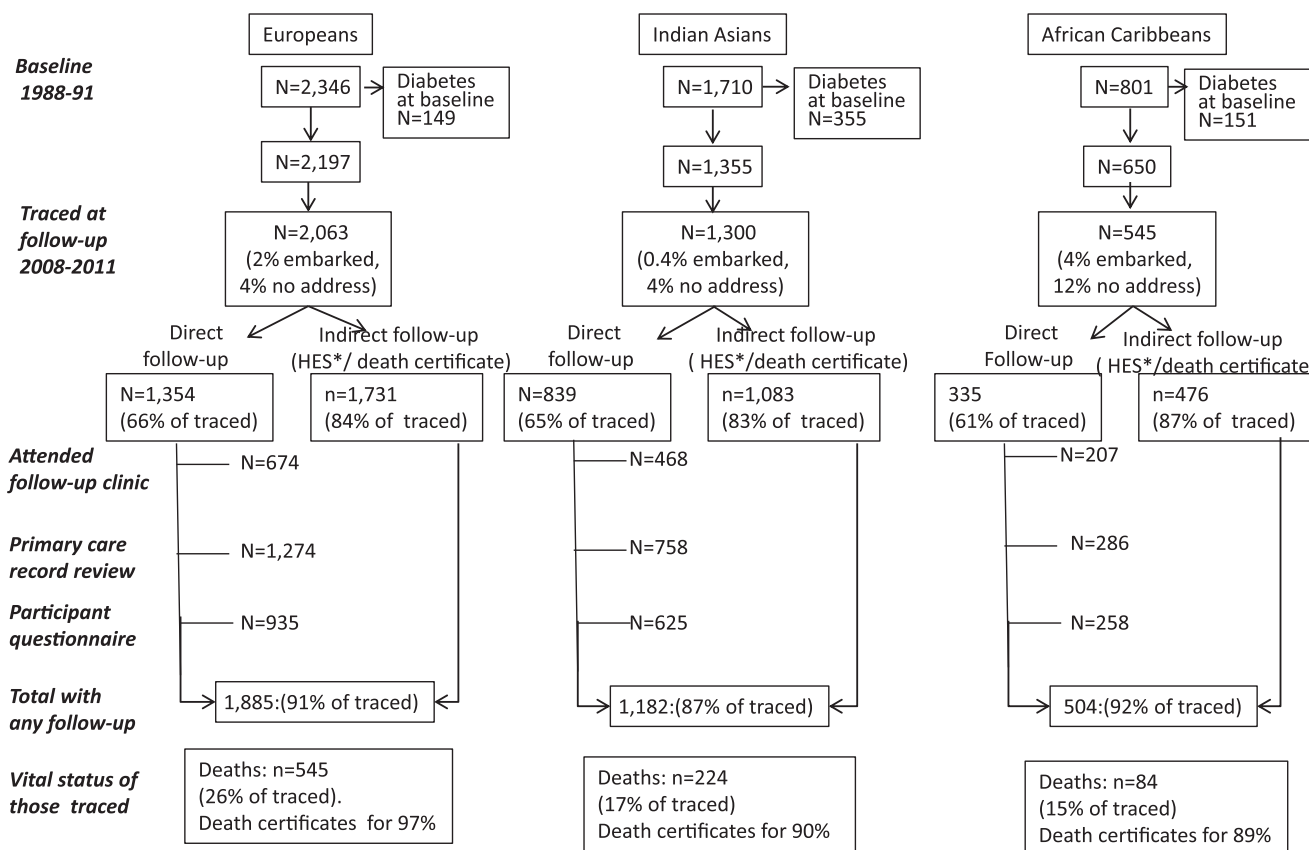 Europeans
Indian Asians
African Caribbeans
Baseline
1988-91
N=2,346
Diabetes
at baseline
N=149
N=1,710
Diabetes
at baseline
N=355
N=801
Diabetes
at baseline
N=151
N=2,197
N=1,355
N=650
Traced at
follow-up
2008-2011
N=2,063
(2% embarked,
4% no address)
N=1,300
(0.4% embarked,
4% no address)
N=545
(4% embarked,
12% no address)
Direct
follow-up
Indirect follow-up
(HES*/ death certificate)
Direct
follow-up
Indirect follow-up
( HES*/death certificate)
Direct
Follow-up
Indirect follow-up
( HES*/death certificate
N=1,354
(66% of traced)
n=1,731
(84% of traced)
N=839
(65% of traced)
n=1,083
(83% of traced)
335
(61% of traced)
n=476
(87% of traced)
Attended
follow-up clinic
N=674
N=468
N=207
Primary care
record review
N=1,274
N=758
N=286
Participant
questionnaire
N=935
N=625
N=258
Total with
any follow-up
1,885:(91% of traced)
1,182:(87% of traced)
504:(92% of traced)
Vital status of
those traced
Deaths: n=545
(26% of traced).
Death certificates for 97%
Deaths: n=224
(17% of traced)
Death certificates for 90%
Deaths: n=84
(15% of traced)
Death certificates for 89%